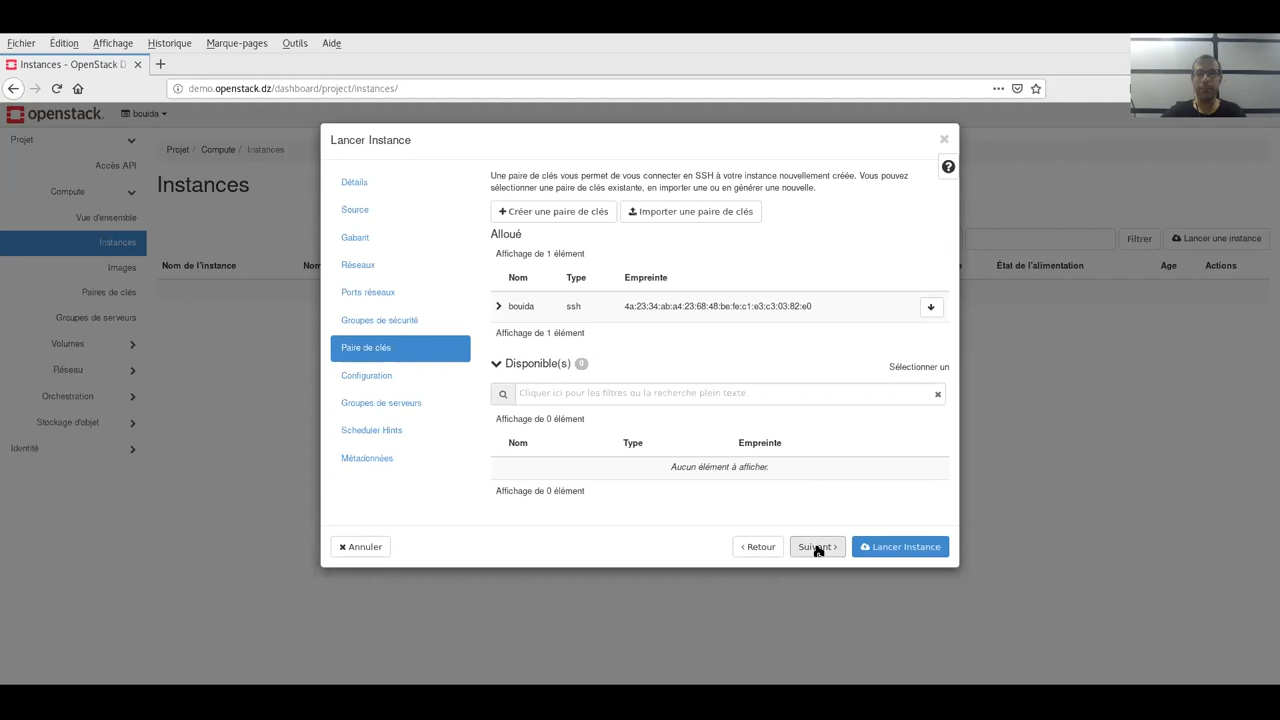 Fichier Édition Affichage Historique Marque-pages Outils Aide
Instances - OpenStack D
demo.openstack.dz/dashboard/project/instances/
openstack. bouida
Projet
Accès API
Compute
Vue d'ensemble
Instances
Images
Paires de clés
Groupes de serveurs
Volumes
Réseau
Orchestration
Stockage d'objet
Identité
Projet / Compute / Instances
Instances
Filtrer
Lancer une instance
Nom de l'instance
État de l'alimentation Age Actions
Lancer Instance
Détails
Source
Gabarit
Réseaux
Ports réseaux
Groupes de sécurité
Paire de clés
Configuration
Groupes de serveurs
Scheduler Hints
Métadonnées
Une paire de clés vous permet de vous connecter en SSH à votre instance nouvellement créée. Vous pouvez
sélectionner une paire de clés existante, en importer une ou en générer une nouvelle.
+ Créer une paire de clés Importer une paire de clés
Alloué
Affichage de 1 élément
Nom Type Empreinte
bouida ssh 4a:23:34:ab:a4:23:68:48:be:fe:c1:e3:c3:03:82:e0
Affichage de 1 élément
Disponible(s) 0
Sélectionner un
Cliquer ici pour les filtres ou la recherche plein texte
Affichage de 0 élément
Nom Type Empreinte
Aucun élément à afficher.
Affichage de 0 élément
Annuler
‹ Retour
Suivant ›
Lancer Instance